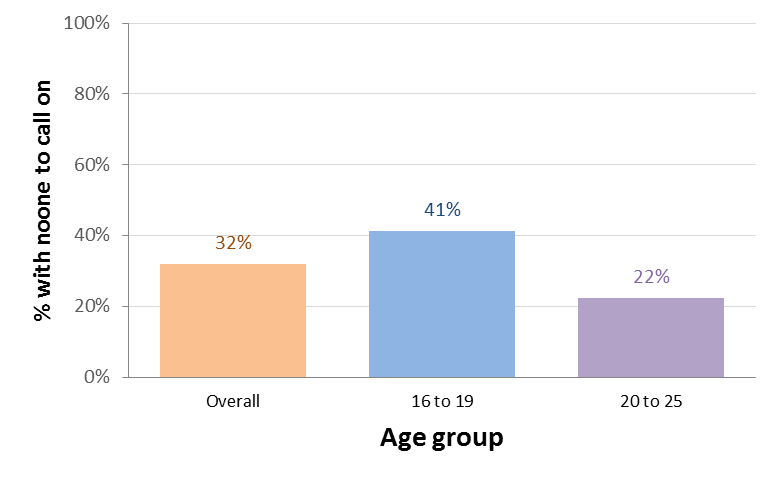 100%
80%
60%
40%
20%
0%
% with noone to call on
32%
41%
22%
Overall
16 to 19
20 to 25
Age group